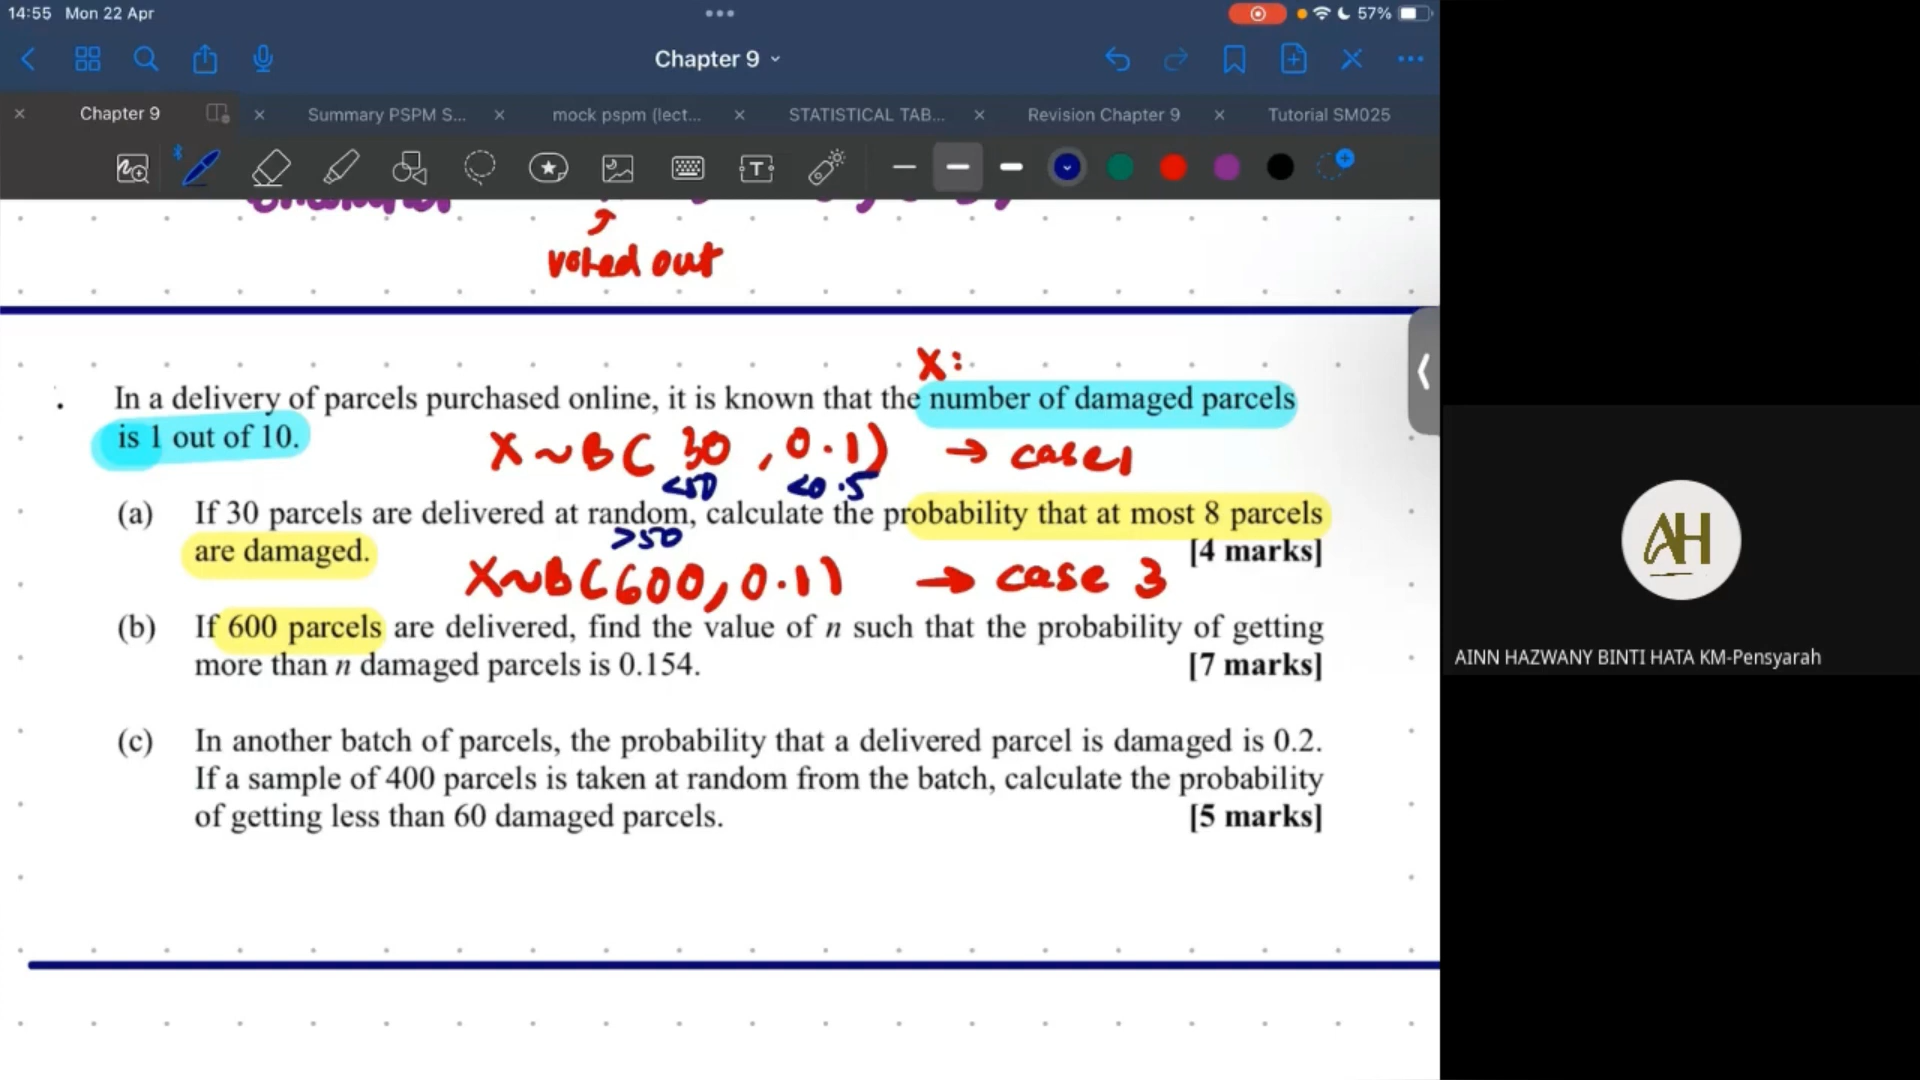 14:55 Mon 22 Apr
57%
Chapter 9
Chapter 9
Summary PSPM S...
mock pspm (lect...
STATISTICAL TAB...
Revision Chapter 9
Tutorial SM025
voted out
X:
In a delivery of parcels purchased online, it is known that the number of damaged parcels
is 1 out of 10.
X ~ B ( 30 , 0.1) → case 1
<50 <0.5
(a) If 30 parcels are delivered at random, calculate the probability that at most 8 parcels
are damaged. [4 marks]
>50
X~B(600, 0.1) → case 3
(b) If 600 parcels are delivered, find the value of n such that the probability of getting
more than n damaged parcels is 0.154. [7 marks]
(c) In another batch of parcels, the probability that a delivered parcel is damaged is 0.2.
If a sample of 400 parcels is taken at random from the batch, calculate the probability
of getting less than 60 damaged parcels. [5 marks]
AH
AINN HAZWANY BINTI HATA KM-Pensyarah